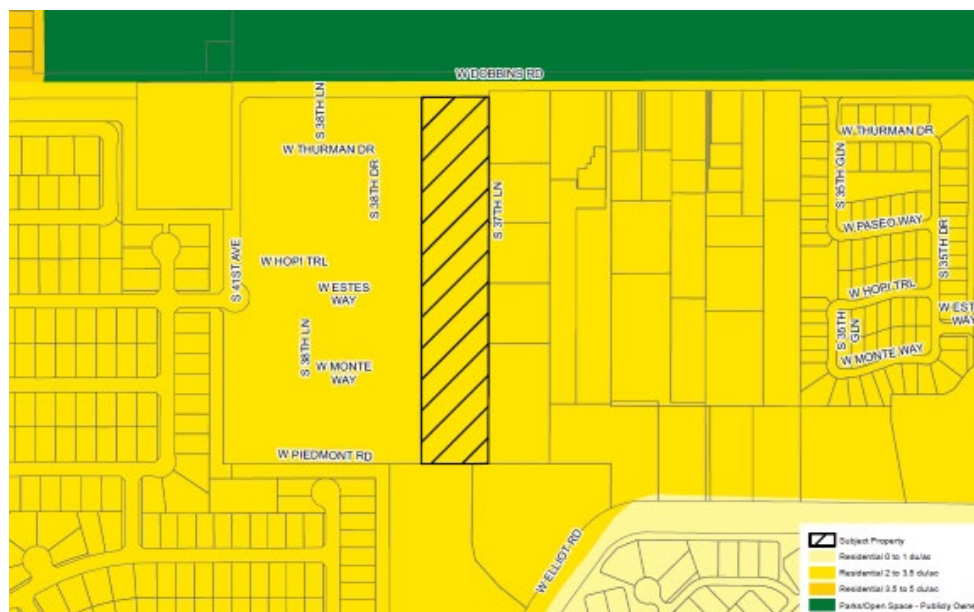 W DOBBINS RD
S 38TH LN
W THURMAN DR
S 38TH DR
S 37TH LN
W HOPI TRL
S 41ST AVE
W ESTES
WAY
S 38TH LN
W MONTE
WAY
W PIEDMONT RD
W ELLIOT RD
W THURMAN DR
S 35TH GLN
W PASEO WAY
S 35TH DR
W HOPI TRL
W EST
WAY
S 35TH
GLN
W MONTE WAY
Subject Property
Residential 0 to 1 du/ac
Residential 2 to 3.5 du/ac
Residential 3.5 to 5 du/ac
Parks/Open Space - Publicly Owne